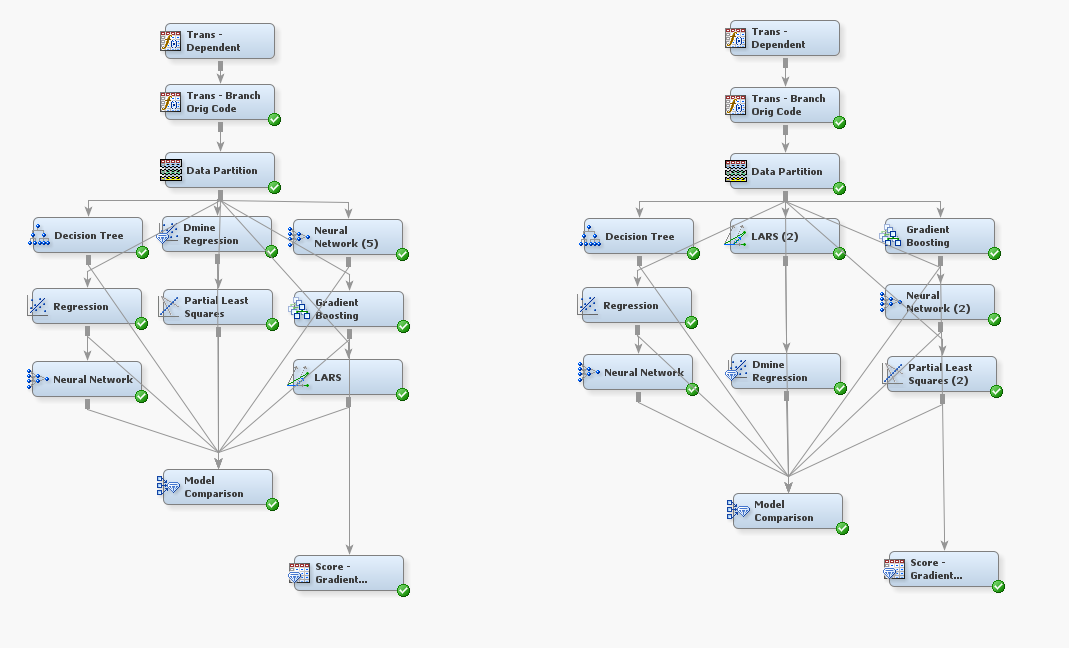 Trans -
Dependent
Trans - Branch
Orig Code
Data Partition
Decision Tree
Dmine
Regression
Neural
Network (5)
Regression
Partial Least
Squares
Gradient
Boosting
Neural Network
LARS
Model
Comparison
Score -
Gradient...
Trans -
Dependent
Trans - Branch
Orig Code
Data Partition
Decision Tree
LARS (2)
Gradient
Boosting
Regression
Neural
Network (2)
Neural Network
Dmine
Regression
Partial Least
Squares (2)
Model
Comparison
Score -
Gradient...